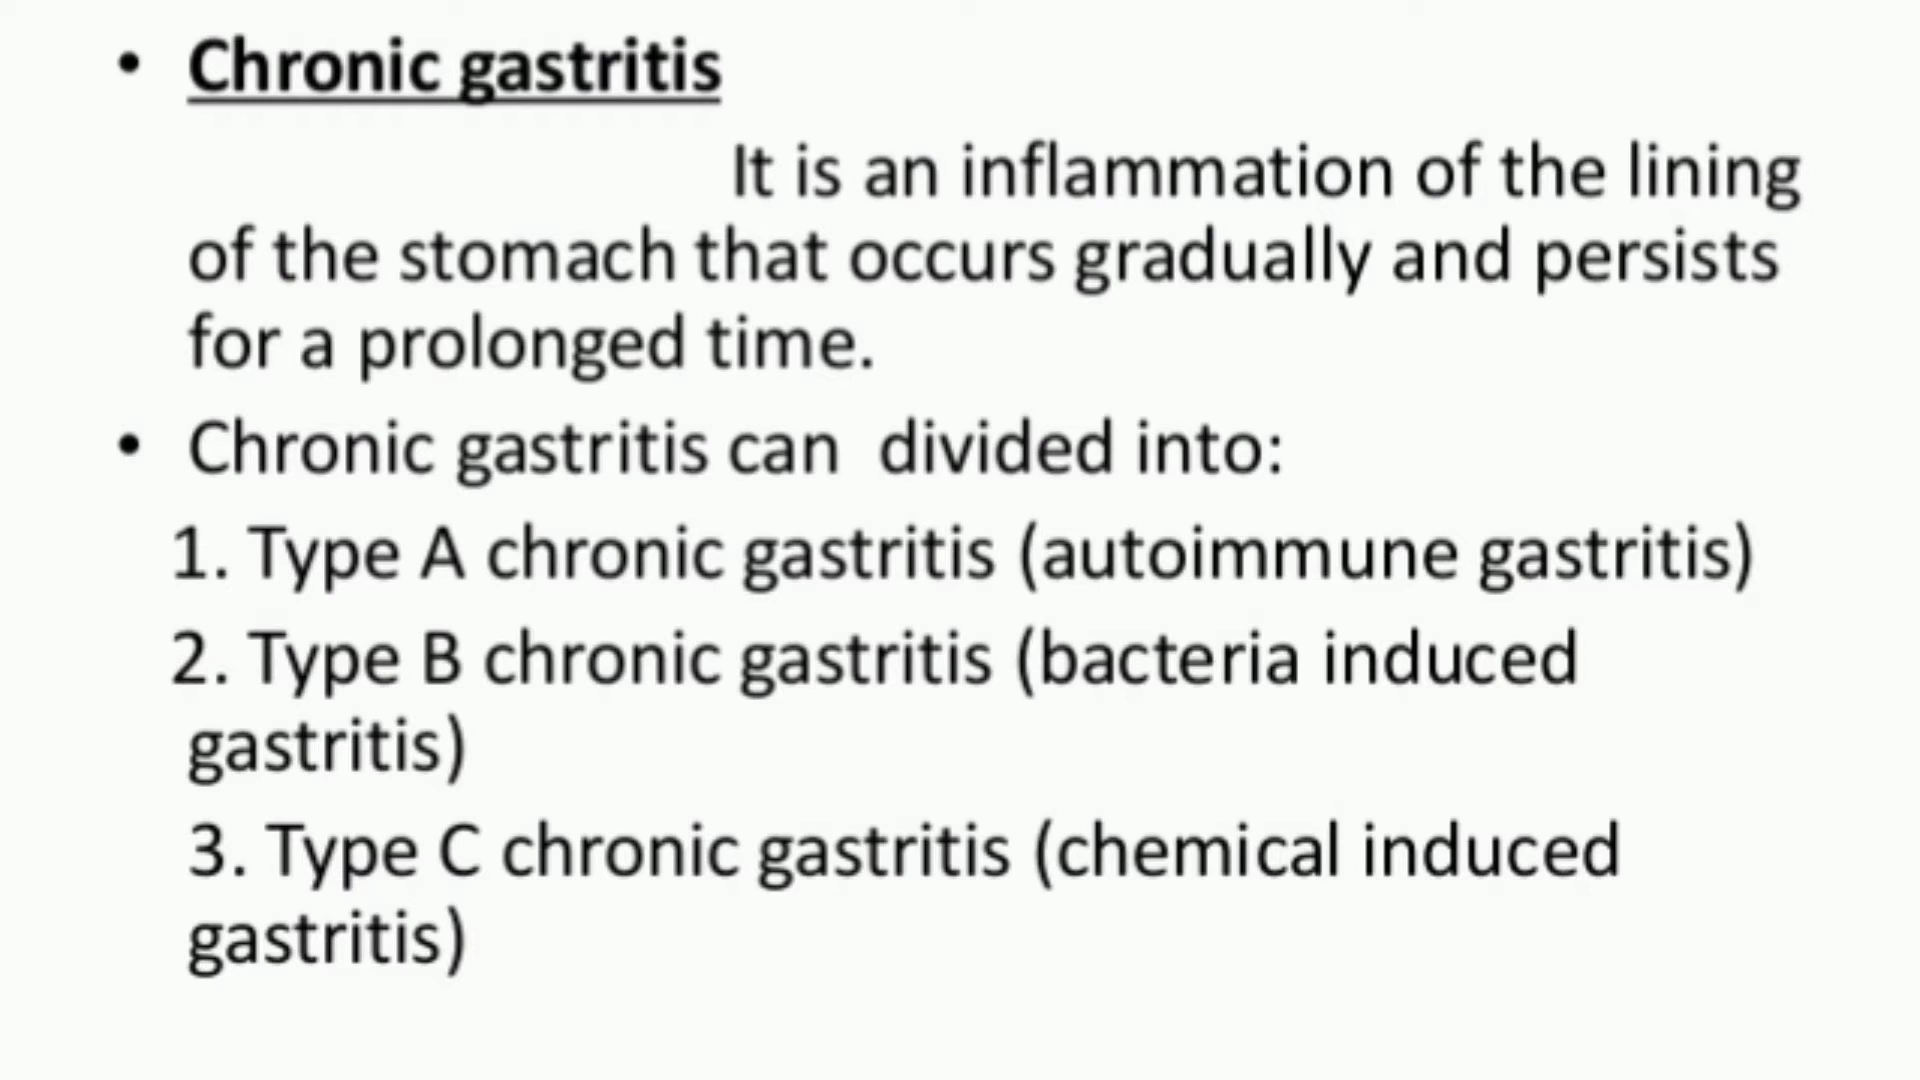 • Chronic gastritis
It is an inflammation of the lining
of the stomach that occurs gradually and persists
for a prolonged time.
• Chronic gastritis can  divided into:
1. Type A chronic gastritis (autoimmune gastritis)
2. Type B chronic gastritis (bacteria induced
gastritis)
3. Type C chronic gastritis (chemical induced
gastritis)